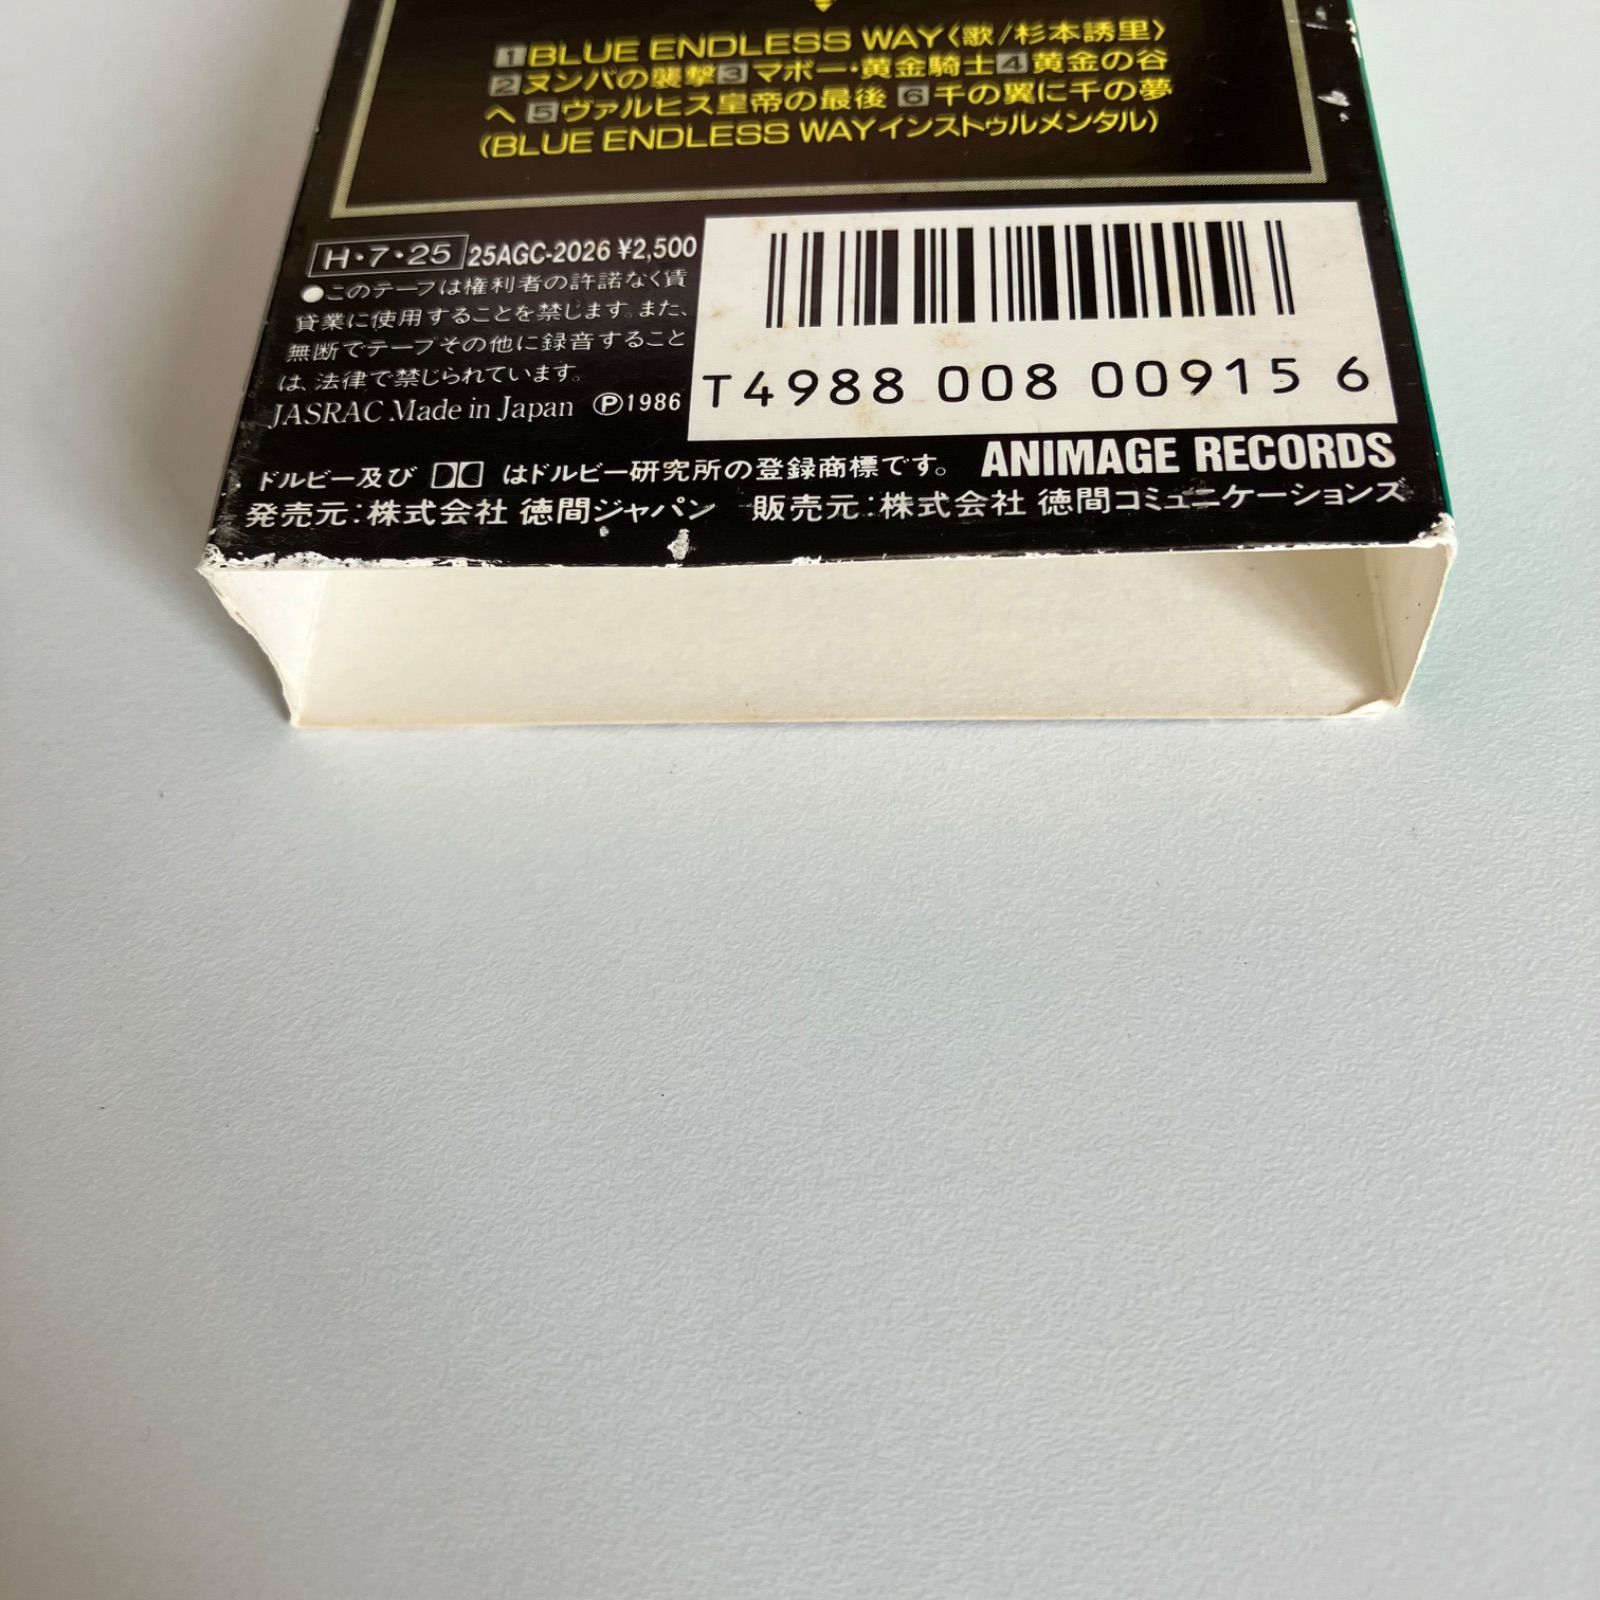 1 BLUE ENDLESS WAY〈歌/杉本誘里〉
2 ヌンバの襲撃 3 マボー・黄金騎士 4 黄金の谷
へ 5 ヴァルヒス皇帝の最後 6 千の翼に千の夢
(BLUE ENDLESS WAYインストゥルメンタル)
H・7・25 25AGC-2026 ¥2,500
●このテープは権利者の許諾なく賃
貸業に使用することを禁じます。また、
無断でテープその他に録音すること
は、法律で禁じられています。
JASRAC Made in Japan Ⓟ1986
T4988 008 00915 6
ANIMAGE RECORDS
ドルビー及び はドルビー研究所の登録商標です。
発売元:株式会社 徳間ジャパン 販売元:株式会社 徳間コミュニケーションズ